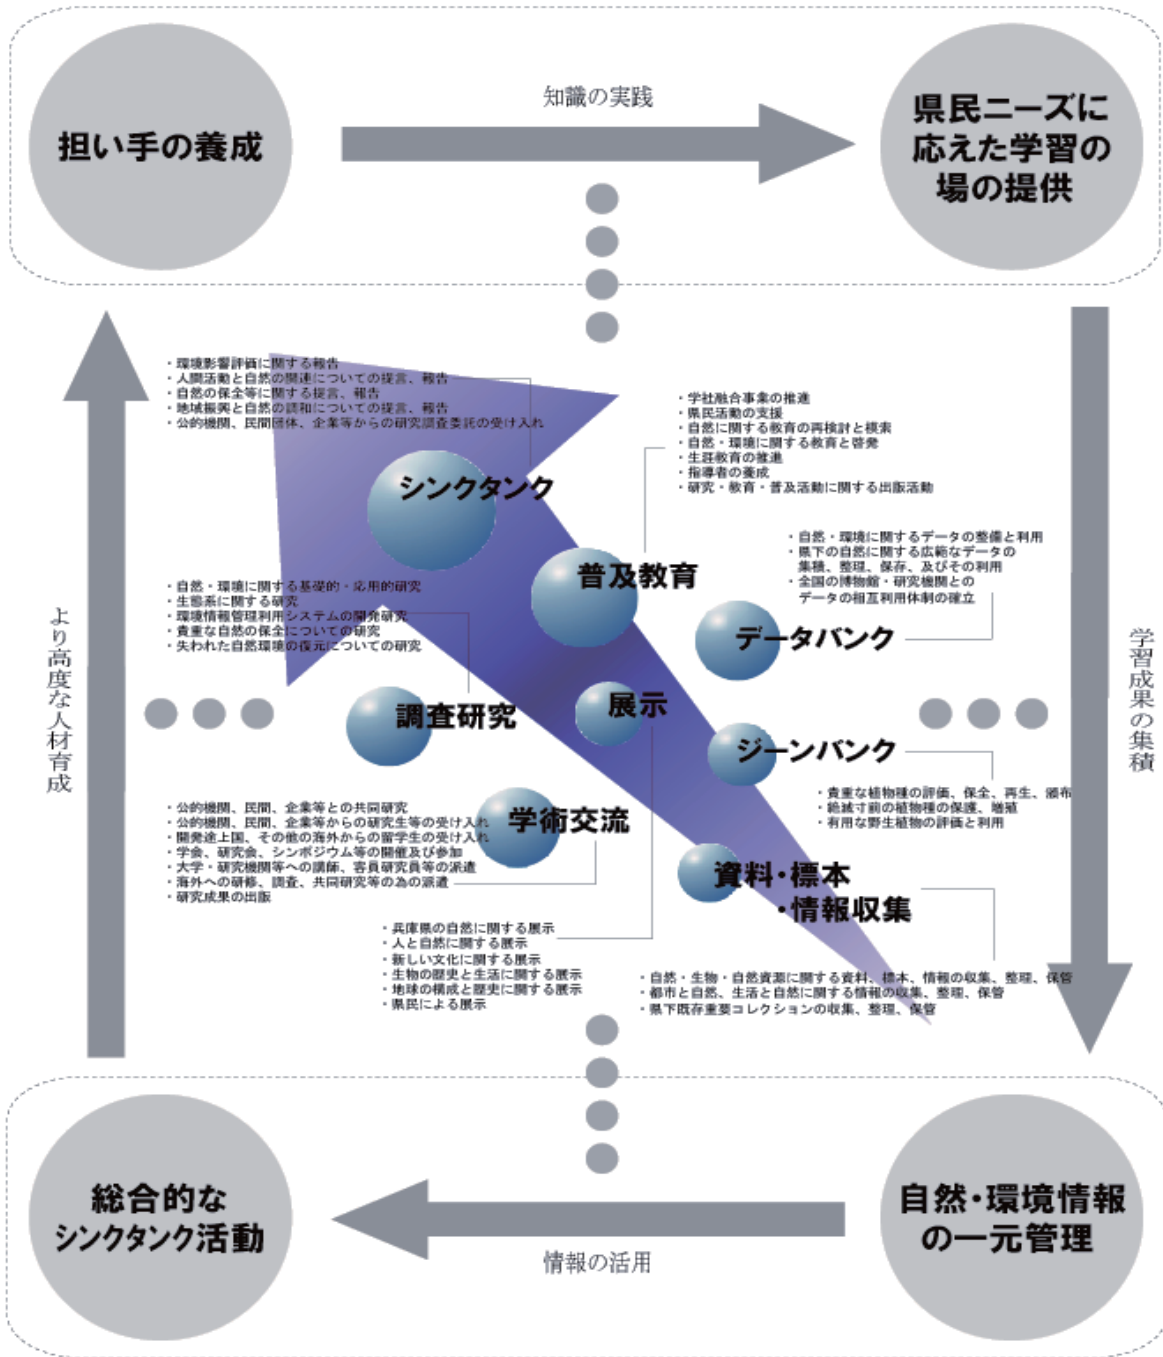 知識の実践
担い手の養成
県民ニーズに
応えた学習の
場の提供
・環境影響評価に関する報告
・人間活動と自然の関連についての提言、報告
・自然の保全等に関する提言、報告
・地域振興と自然の調和についての提言、報告
・公的機関、民間団体、企業等からの研究調査委託の受け入れ
シンクタンク
・学社融合事業の推進
・県民活動の支援
・自然に関する教育の再検討と模索
・自然・環境に関する教育と啓発
・生涯教育の推進
・指導者の養成
・研究・教育・普及活動に関する出版活動
普及教育
・自然・環境に関するデータの整備と利用
・県下の自然に関する広範なデータの
集積、整理、保存、及びその利用
・全国の博物館・研究機関との
データの相互利用体制の確立
データバンク
・自然・環境に関する基礎的・応用的研究
・生態系に関する研究
・環境情報管理利用システムの開発研究
・貴重な自然の保全についての研究
・失われた自然環境の復元についての研究
調査研究
展示
ジーンバンク
・貴重な植物種の評価、保全、再生、頒布
・絶滅寸前の植物種の保護、増殖
・有用な野生植物の評価と利用
より高度な人材育成
学習成果の集積
・公的機関、民間、企業等との共同研究
・公的機関、民間、企業等からの研究生等の受け入れ
・開発途上国、その他の海外からの留学生の受け入れ
・学会、研究会、シンポジウム等の開催及び参加
・大学・研究機関等への講師、客員研究員等の派遣
・海外への研修、調査、共同研究等の為の派遣
・研究成果の出版
学術交流
資料・標本
・情報収集
・兵庫県の自然に関する展示
・人と自然に関する展示
・新しい文化に関する展示
・生物の歴史と生活に関する展示
・地球の構成と歴史に関する展示
・県民による展示
・自然・生物・自然資源に関する資料、標本、情報の収集、整理、保管
・都市と自然、生活と自然に関する情報の収集、整理、保管
・県下既存重要コレクションの収集、整理、保管
総合的な
シンクタンク活動
自然・環境情報
の一元管理
情報の活用